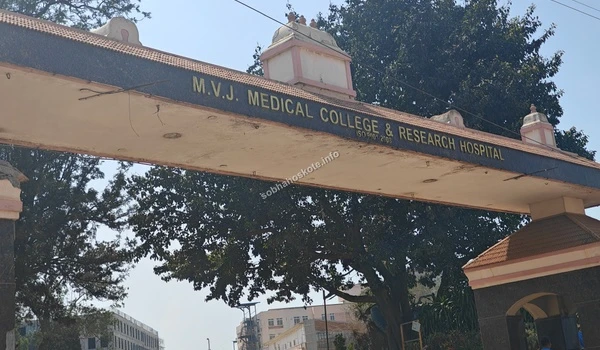 M.V.J. MEDICAL COLLEGE & RESEARCH HOSPITAL
sobhahoskote.info